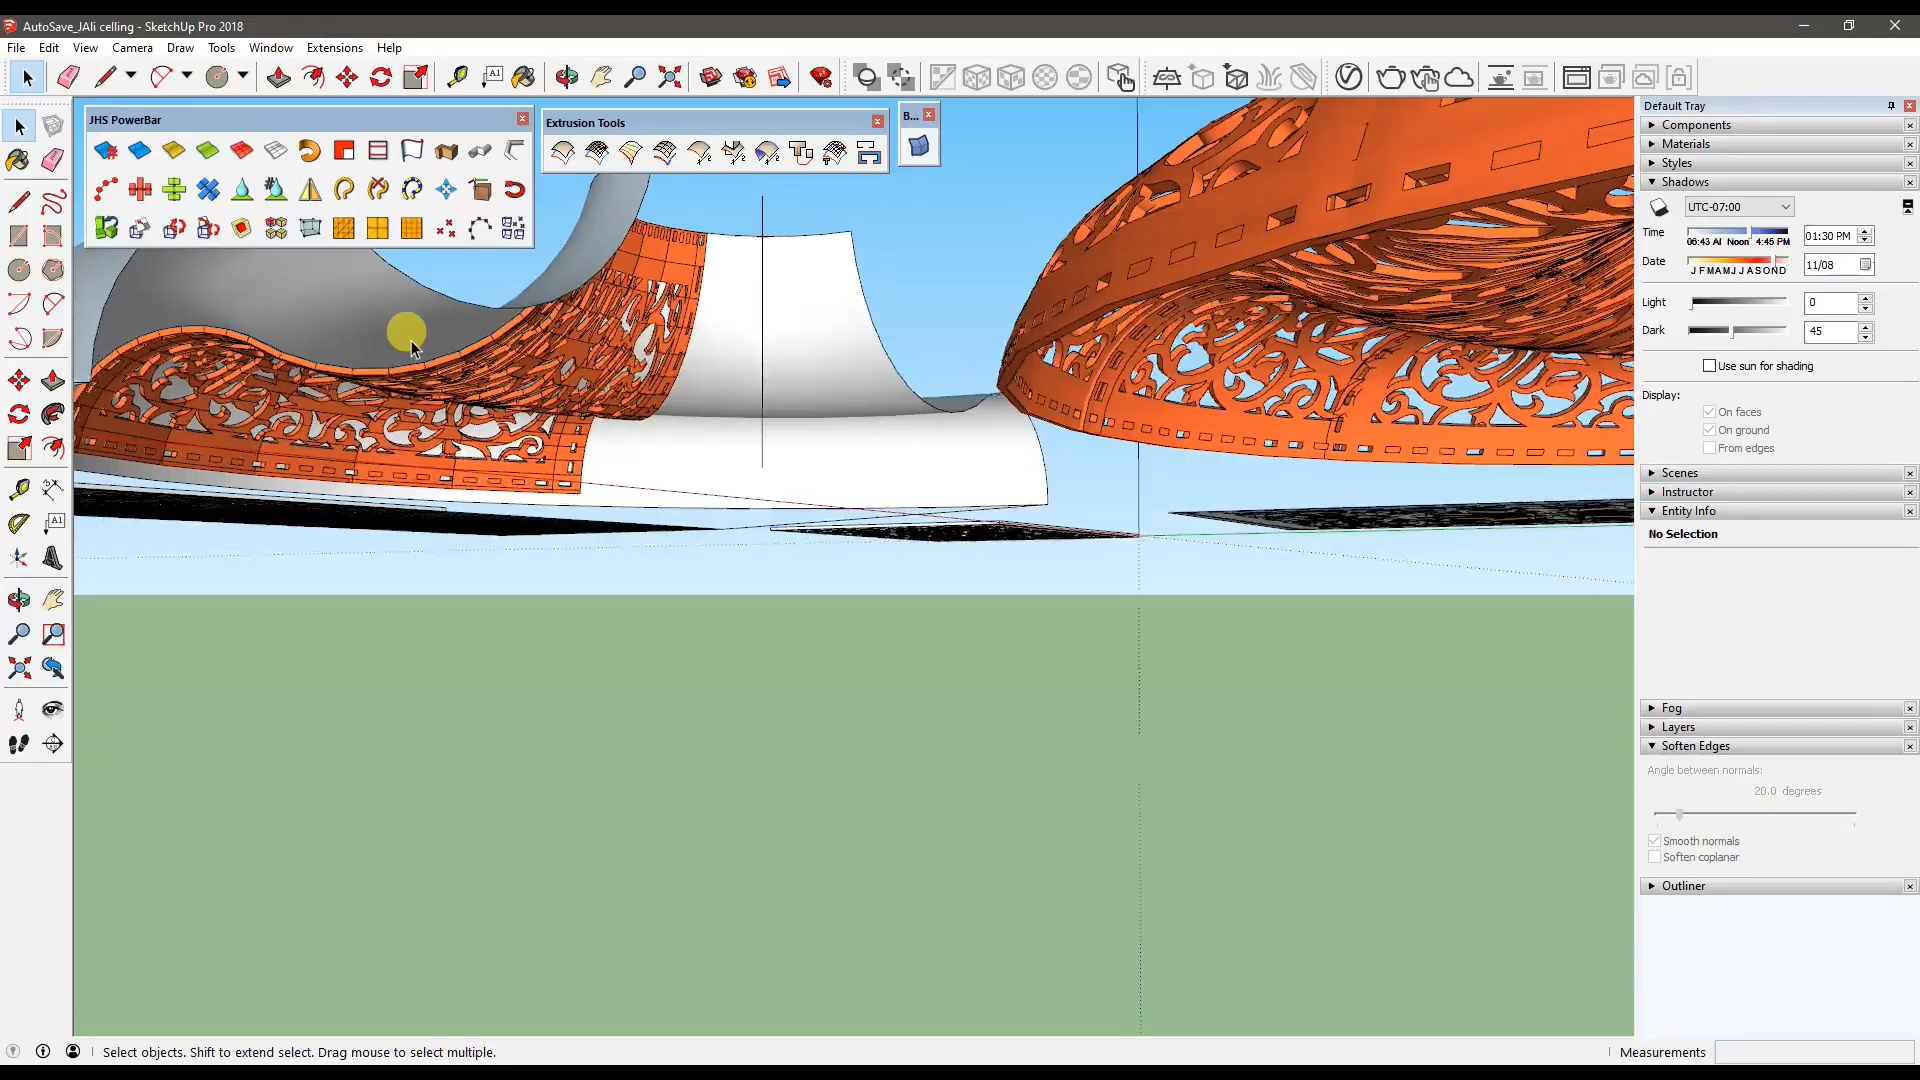 AutoSave_JAli celling - SketchUp Pro 2018
File Edit View Camera Draw Tools Window Extensions Help
A1
JHS PowerBar
Extrusion Tools
B...
A1
Default Tray
Components
Materials
Styles
Shadows
UTC-07:00
Time
06:43 AI Noon 4:45 PM
01:30 PM
Date
J F M A M J J A S O N D
11/08
Light
0
Dark
45
Use sun for shading
Display:
On faces
On ground
From edges
Scenes
Instructor
Entity Info
No Selection
Fog
Layers
Soften Edges
Angle between normals:
20.0 degrees
Smooth normals
Soften coplanar
Outliner
Select objects. Shift to extend select. Drag mouse to select multiple.
Measurements